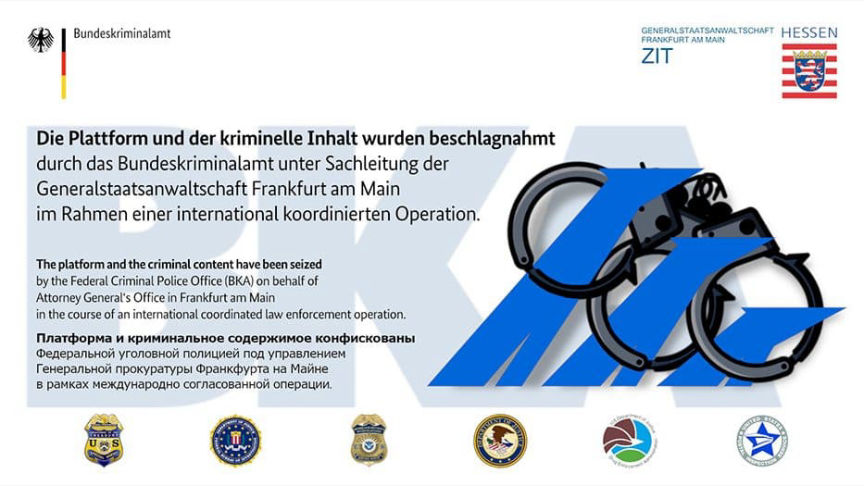 Bundeskriminalamt
GENERALSTAATSANWALTSCHAFT
FRANKFURT AM MAIN
ZIT
HESSEN
BKA
Die Plattform und der kriminelle Inhalt wurden beschlagnahmt
durch das Bundeskriminalamt unter Sachleitung der
Generalstaatsanwaltschaft Frankfurt am Main
im Rahmen einer international koordinierten Operation.
The platform and the criminal content have been seized
by the Federal Criminal Police Office (BKA) on behalf of
Attorney General's Office in Frankfurt am Main
in the course of an international coordinated law enforcement operation.
Платформа и криминальное содержимое конфискованы
Федеральной уголовной полицией под управлением
Генеральной прокуратуры Франкфурта на Майне
в рамках международно согласованной операции.
U S